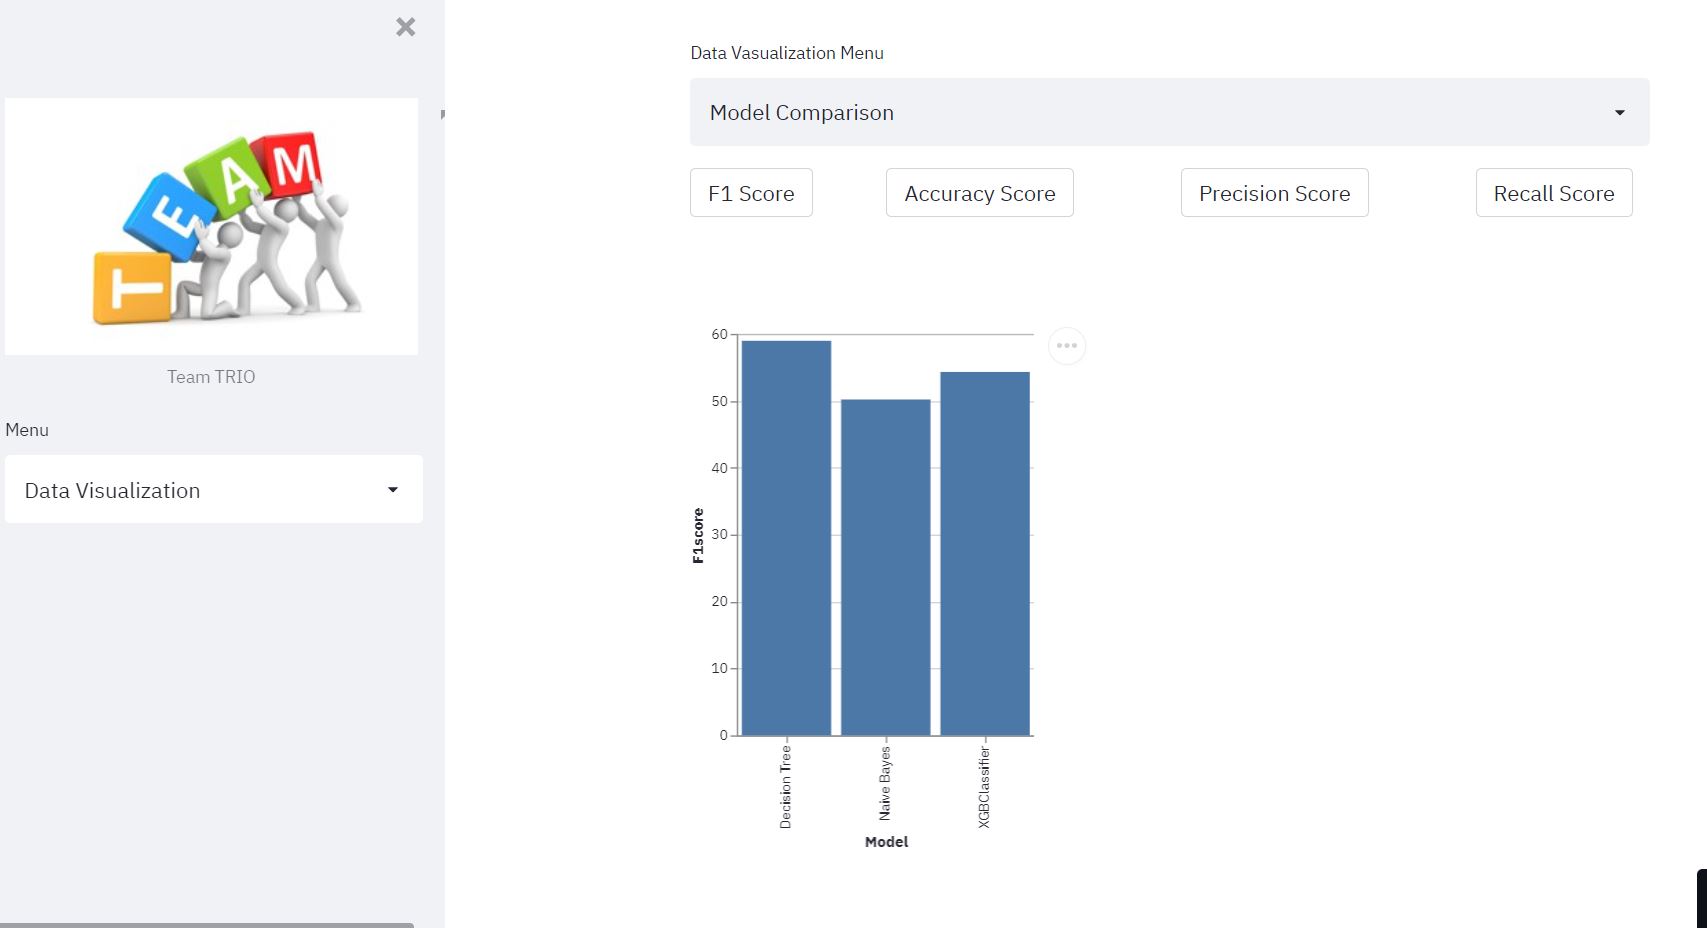 TEAM
Team TRIO
Menu
Data Visualization
Data Vasualization Menu
Model Comparison
F1 Score
Accuracy Score
Precision Score
Recall Score
60
50
40
30
20
10
0
F1score
Decision Tree
Naive Bayes
XGBClassifier
Model